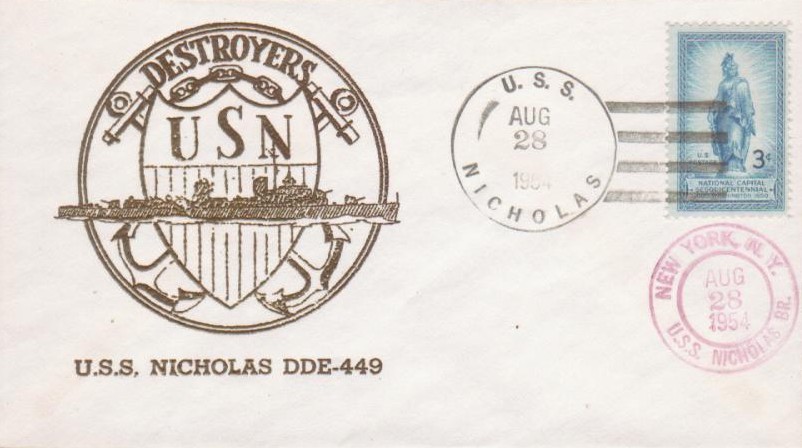 DESTROYERS
USN
U.S.S. NICHOLAS DDE-449
U. S. S.
AUG
28
1954
NICHOLAS
U.S.
3¢
NATIONAL CAPITAL
SESQUICENTENNIAL
NEW YORK, N.Y.
AUG
28
1954
U.S.S. NICHOLAS BR.